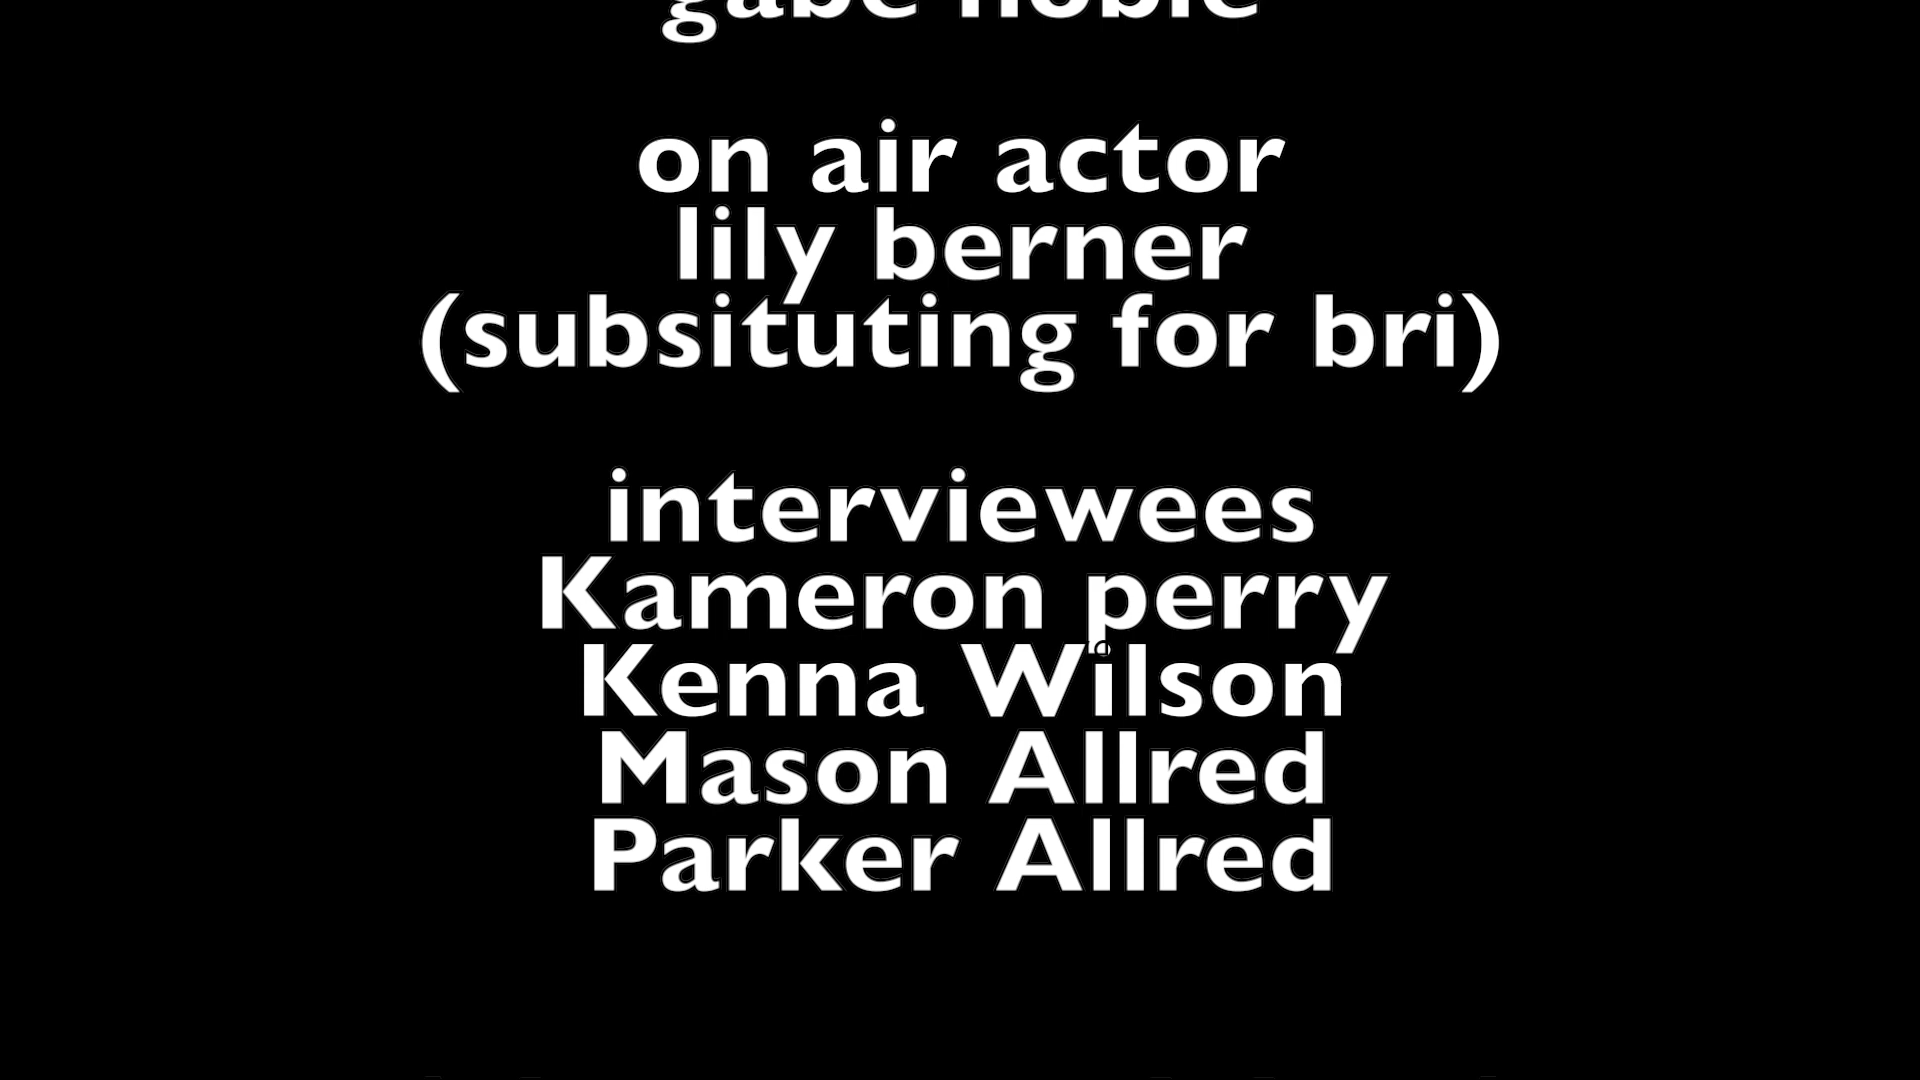 gabe noble
on air actor
lily berner
(subsituting for bri)
interviewees
Kameron perry
Kenna Wilson
Mason Allred
Parker Allred